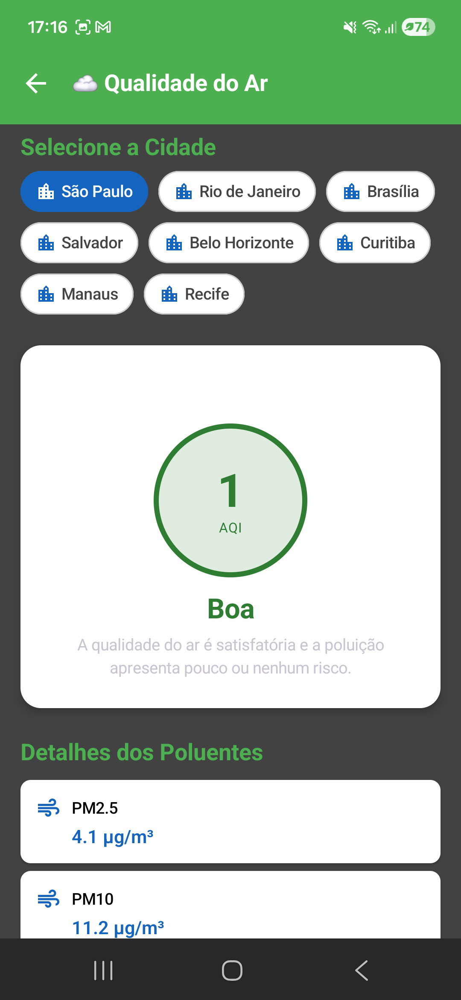 17:16
74
Qualidade do Ar
Selecione a Cidade
São Paulo
Rio de Janeiro
Brasília
Salvador
Belo Horizonte
Curitiba
Manaus
Recife
1
AQI
Boa
A qualidade do ar é satisfatória e a poluição
apresenta pouco ou nenhum risco.
Detalhes dos Poluentes
PM2.5
4.1 µg/m³
PM10
11.2 µg/m³